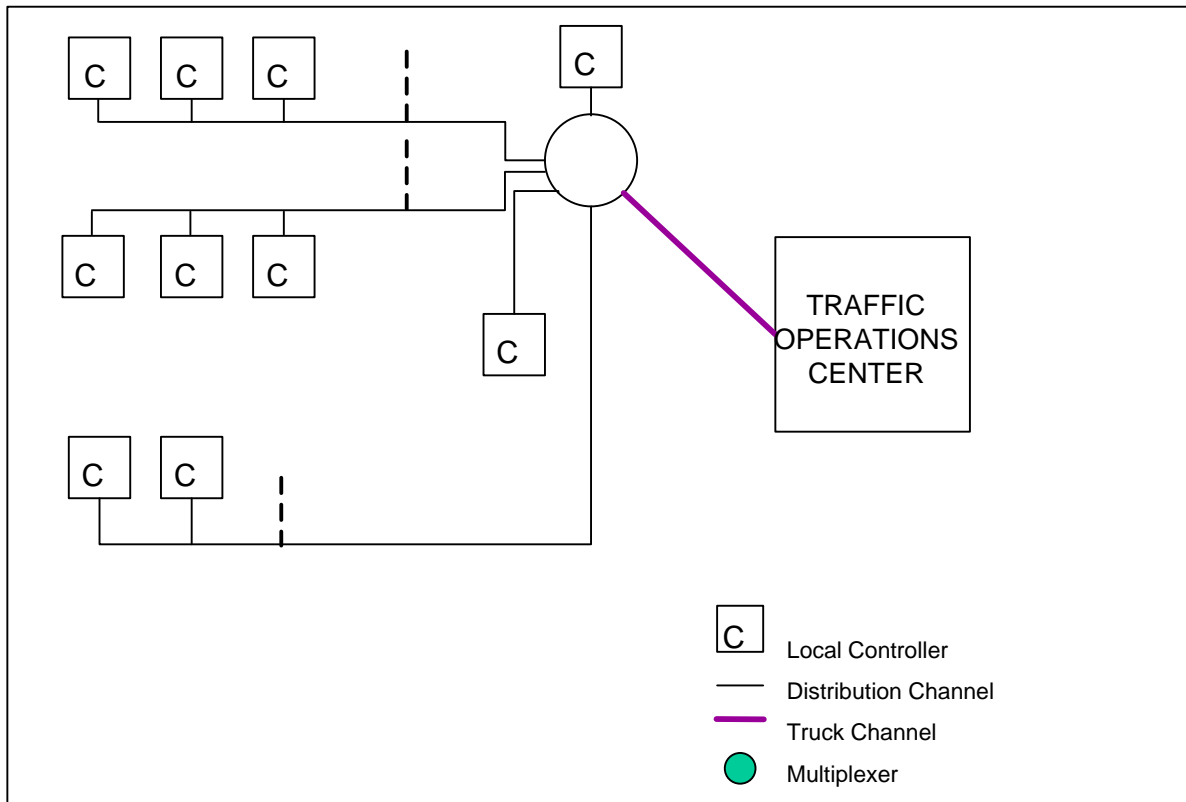 C
C
C
C
C
C
C
C
C
C
TRAFFIC
OPERATIONS
CENTER
C
Local Controller
Distribution Channel
Truck Channel
Multiplexer